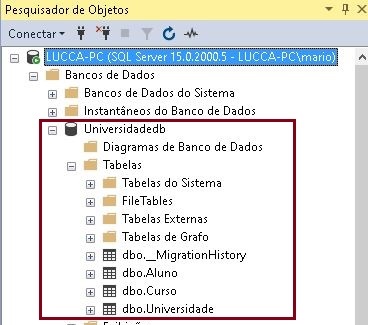 Pesquisador de Objetos
Conectar
LUCCA-PC (SQL Server 15.0.2000.5 - LUCCA-PC\mario)
Bancos de Dados
Bancos de Dados do Sistema
Instantâneos do Banco de Dados
Universidadedb
Diagramas de Banco de Dados
Tabelas
Tabelas do Sistema
FileTables
Tabelas Externas
Tabelas de Grafo
dbo.__MigrationHistory
dbo.Aluno
dbo.Curso
dbo.Universidade